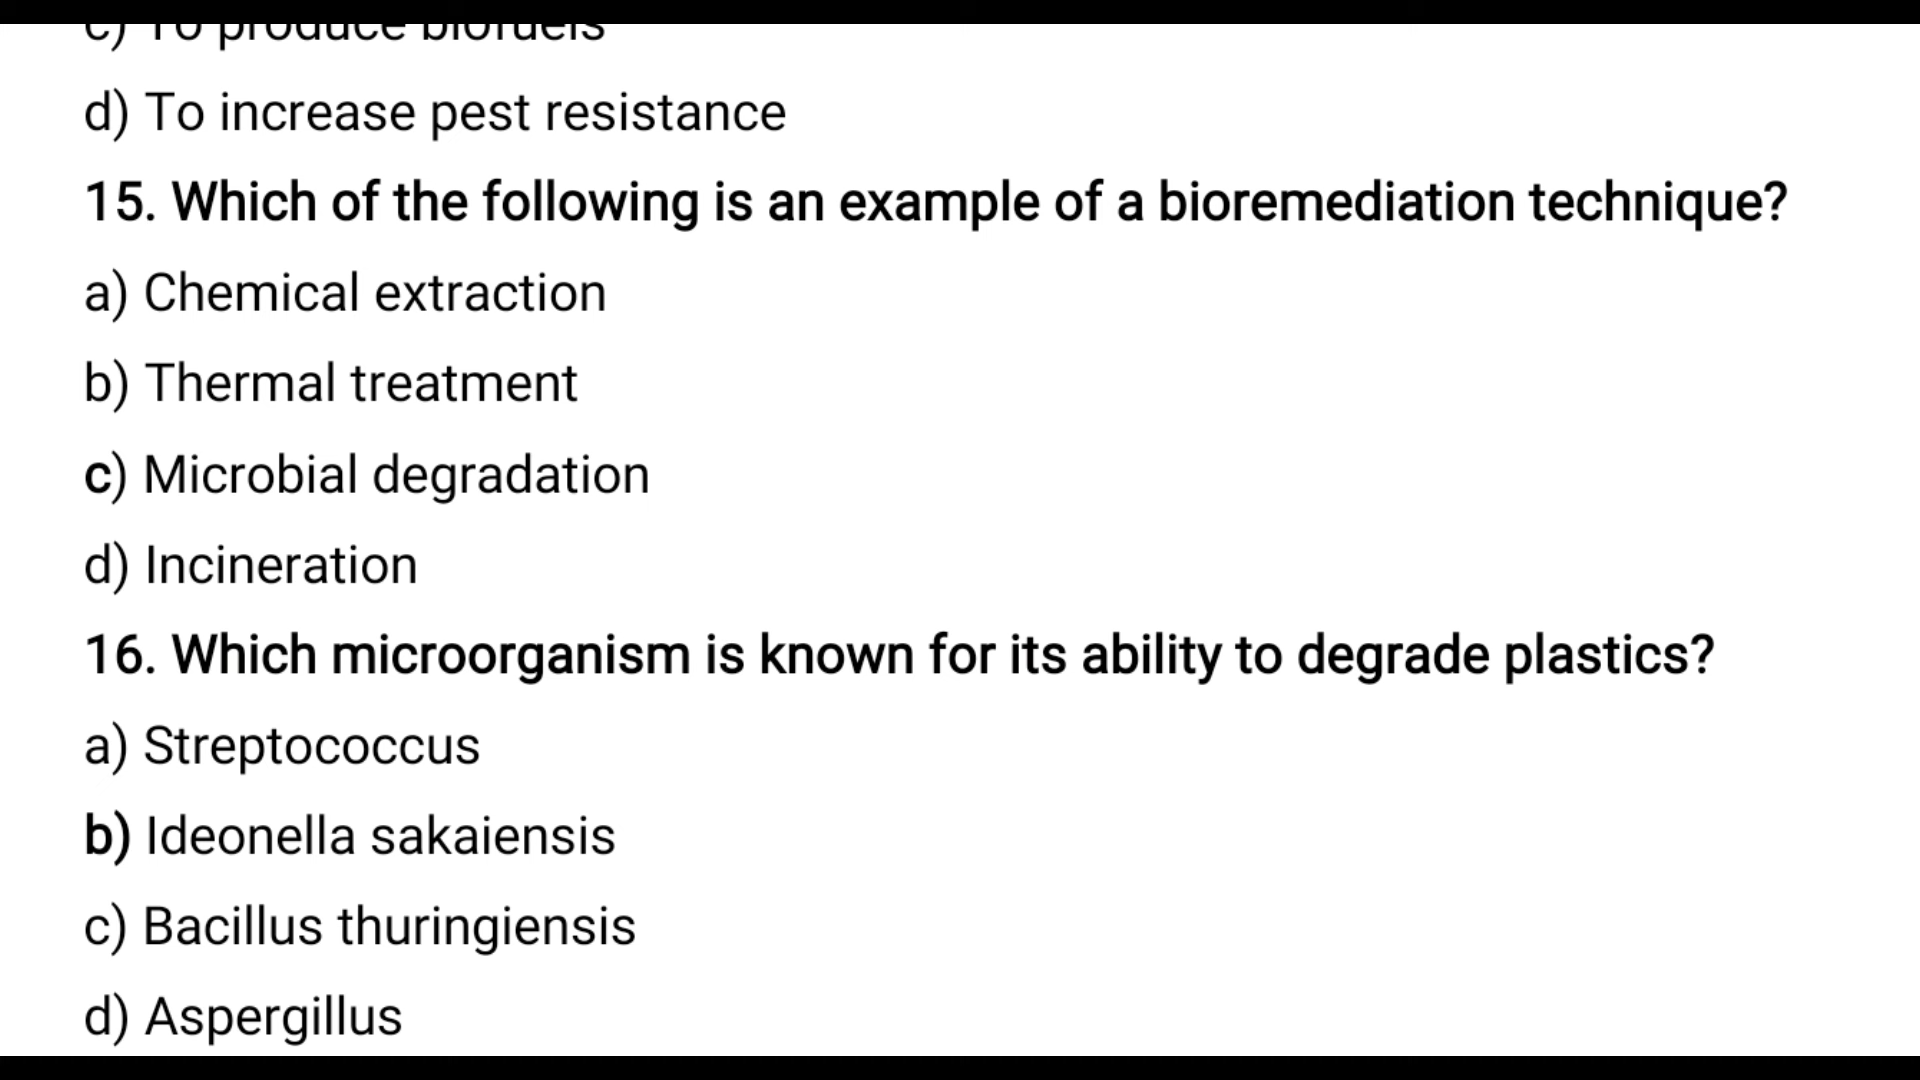 c) To produce biofuels
d) To increase pest resistance
15. Which of the following is an example of a bioremediation technique?
a) Chemical extraction
b) Thermal treatment
c) Microbial degradation
d) Incineration
16. Which microorganism is known for its ability to degrade plastics?
a) Streptococcus
b) Ideonella sakaiensis
c) Bacillus thuringiensis
d) Aspergillus